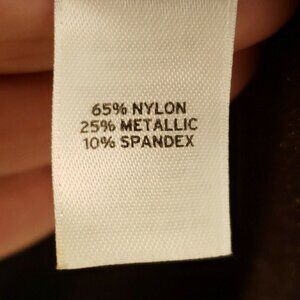 65% NYLON
25% METALLIC
10% SPANDEX